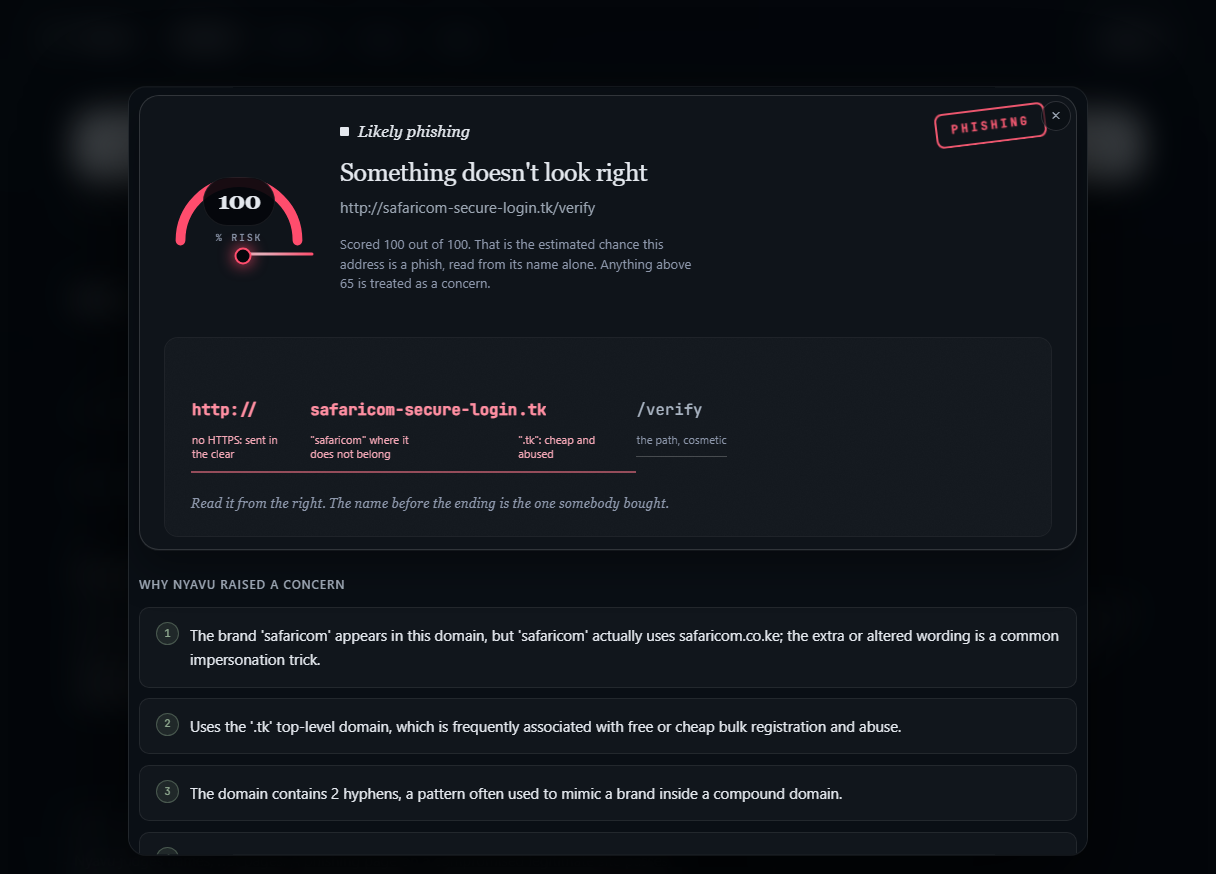 PHISHING
×
Likely phishing
Something doesn't look right
http://safaricom-secure-login.tk/verify
100
% RISK
Scored 100 out of 100. That is the estimated chance this
address is a phish, read from its name alone. Anything above
65 is treated as a concern.
http:// safaricom-secure-login.tk /verify
no HTTPS: sent in
the clear
"safaricom" where it
does not belong
".tk": cheap and
abused
the path, cosmetic
Read it from the right. The name before the ending is the one somebody bought.
WHY NYAVU RAISED A CONCERN
1 The brand 'safaricom' appears in this domain, but 'safaricom' actually uses safaricom.co.ke; the extra or altered wording is a common
impersonation trick.
2 Uses the '.tk' top-level domain, which is frequently associated with free or cheap bulk registration and abuse.
3 The domain contains 2 hyphens, a pattern often used to mimic a brand inside a compound domain.